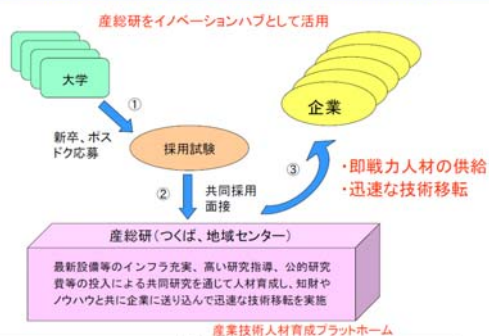 産総研をイノベーションハブとして活用
大学
①
新卒、ポス
ドク応募
採用試験
企業
②
共同採用
面接
③
・即戦力人材の供給
・迅速な技術移転
産総研(つくば、地域センター)
最新設備等のインフラ充実、高い研究指導、公的研究
費等の投入による共同研究を通じて人材育成し、知財や
ノウハウと共に企業に送り込んで迅速な技術移転を実施
産業技術人材育成プラットホーム